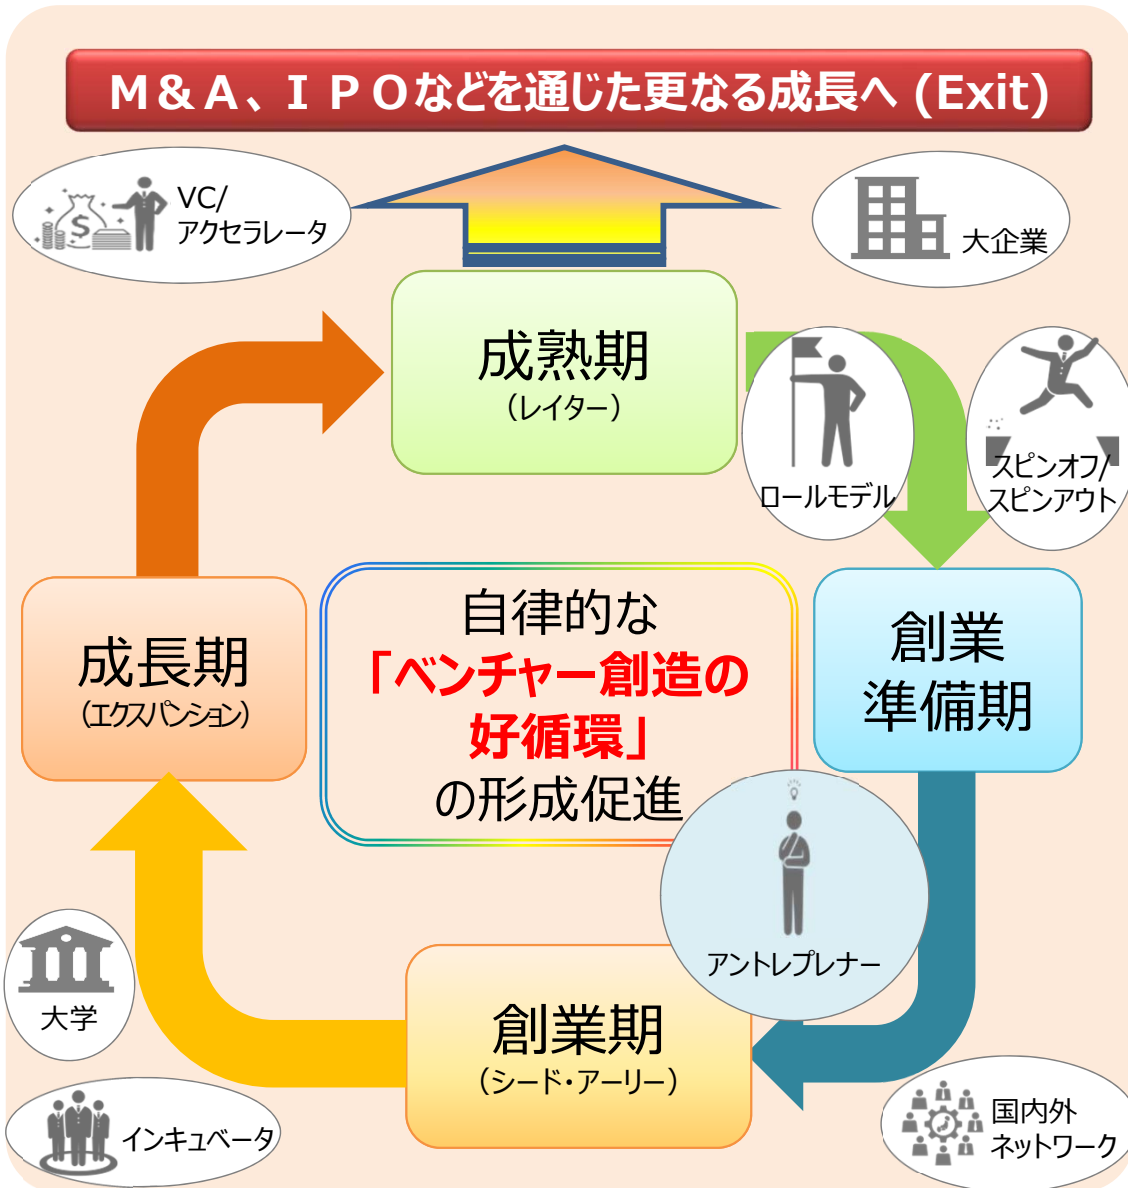 Ｍ＆Ａ、ＩＰＯなどを通じた更なる成長へ (Exit)
VC/
アクセラレータ
大企業
成熟期
（レイター）
ロールモデル
スピンオフ/
スピンアウト
成長期
（エクスパンション）
自律的な
「ベンチャー創造の
好循環」
の形成促進
創業
準備期
アントレプレナー
大学
創業期
（シード・アーリー）
インキュベータ
国内外
ネットワーク